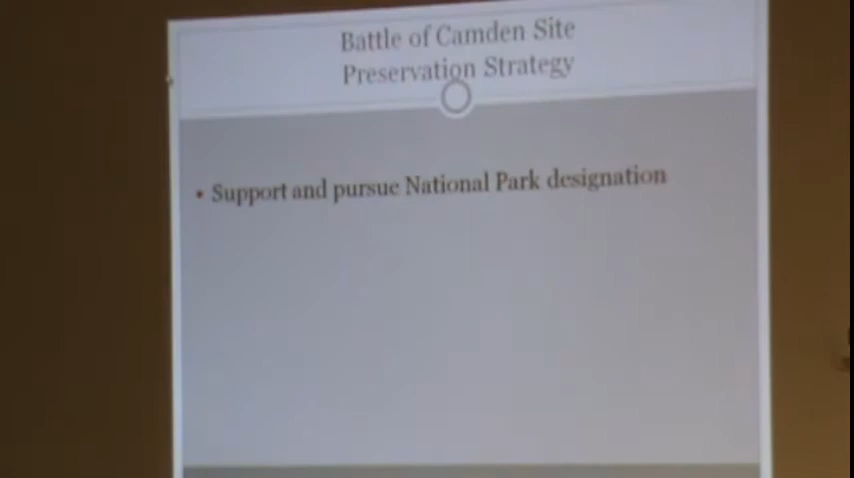 Battle of Camden Site
Preservation Strategy
• Support and pursue National Park designation